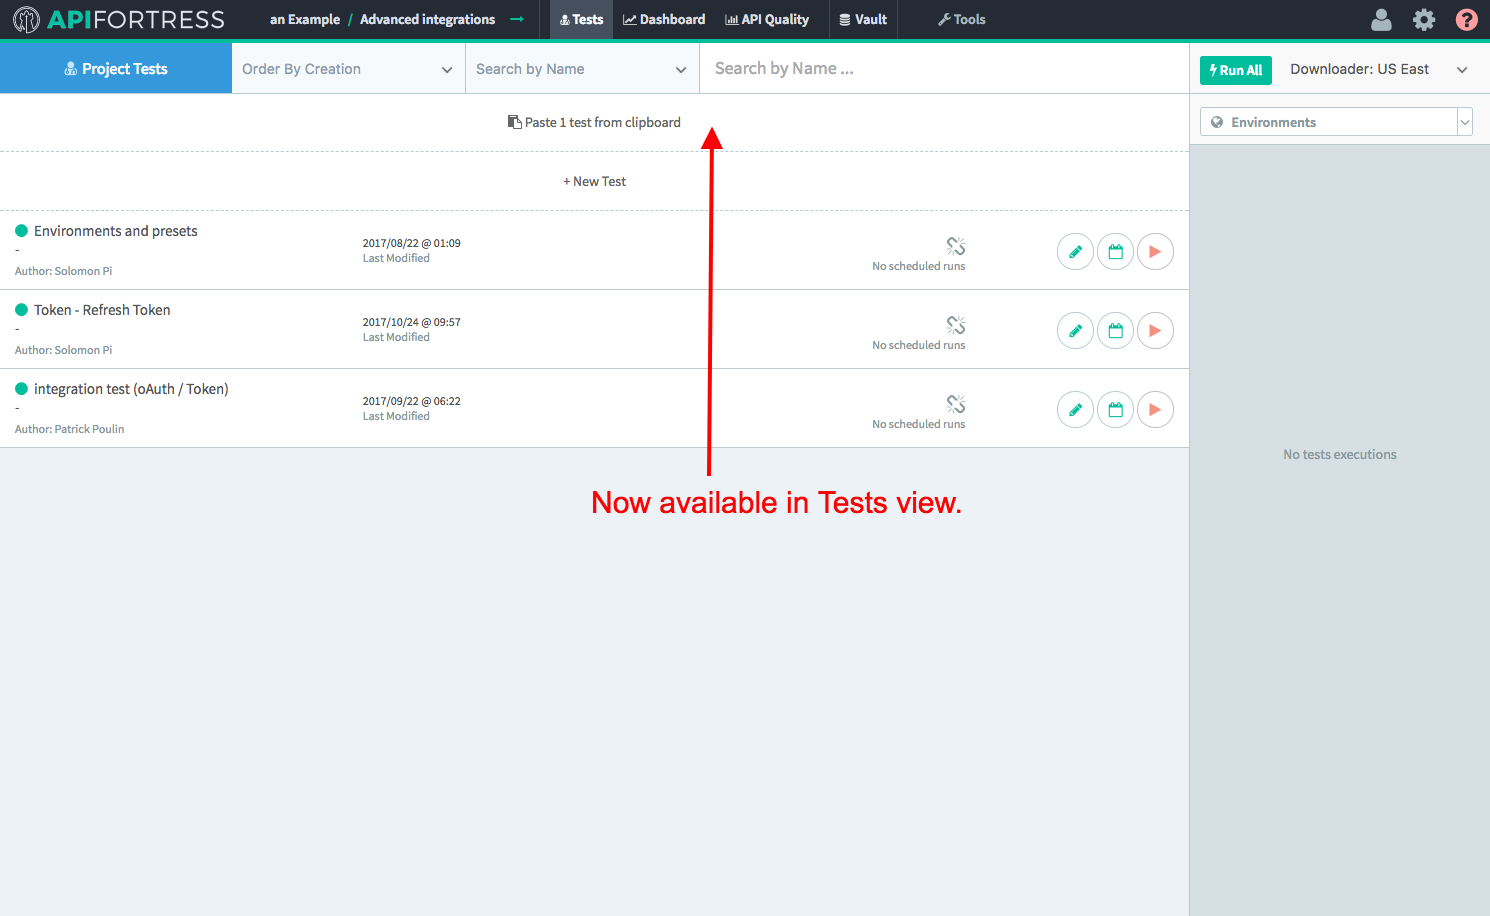 APIFORTRESS
an Example / Advanced integrations →
Tests
Dashboard
API Quality
Vault
Tools
?
Project Tests
Order By Creation
Search by Name
Search by Name ...
Run All
Downloader: US East
Paste 1 test from clipboard
Environments
+ New Test
Environments and presets
-
Author: Solomon Pi
2017/08/22 @ 01:09
Last Modified
No scheduled runs
Token - Refresh Token
-
Author: Solomon Pi
2017/10/24 @ 09:57
Last Modified
No scheduled runs
integration test (oAuth / Token)
-
Author: Patrick Poulin
2017/09/22 @ 06:22
Last Modified
No scheduled runs
No tests executions
Now available in Tests view.